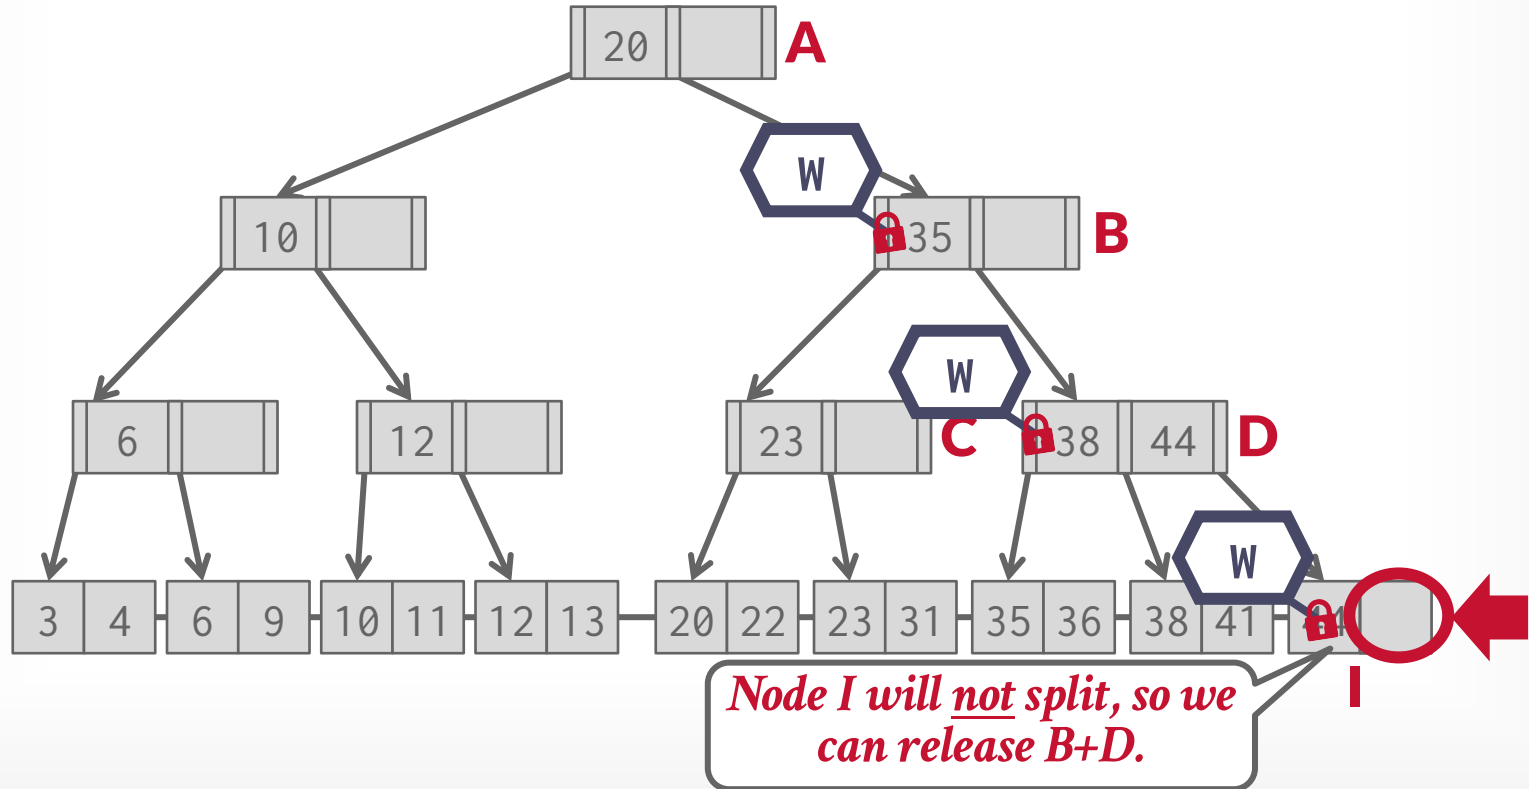 20 A
W
10
35 B
W
6
12
23 C
38 44 D
W
3 4 6 9 10 11 12 13 20 22 23 31 35 36 38 41 44
I
Node I will not split, so we
can release B+D.